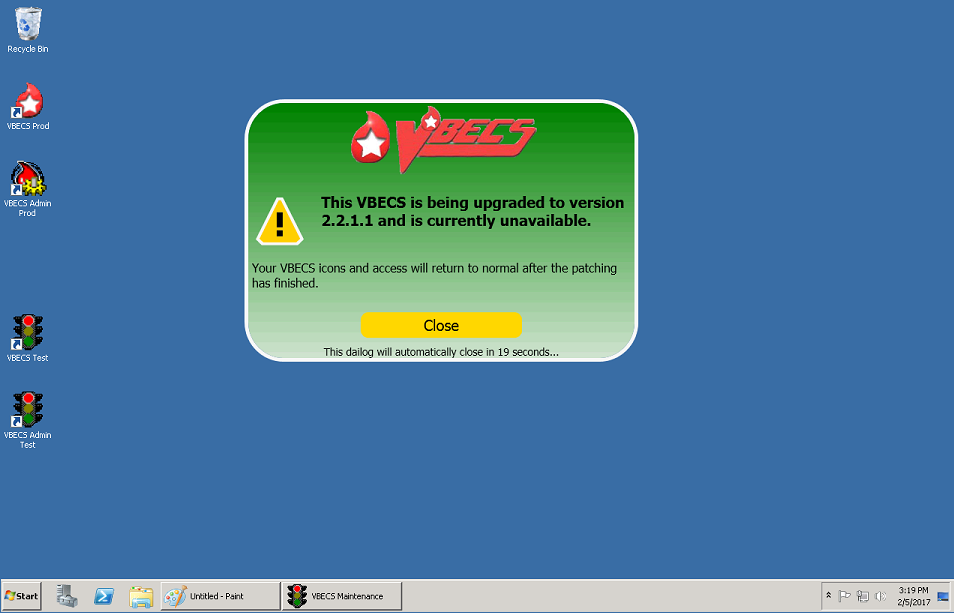 Recycle Bin
VBECS Prod
VBECS Admin
Prod
VBECS Test
VBECS Admin
Test
VBECS
This VBECS is being upgraded to version
2.2.1.1 and is currently unavailable.
Your VBECS icons and access will return to normal after the patching
has finished.
Close
This dailog will automatically close in 19 seconds...
Start
Untitled - Paint
VBECS Maintenance
3:19 PM
2/5/2017